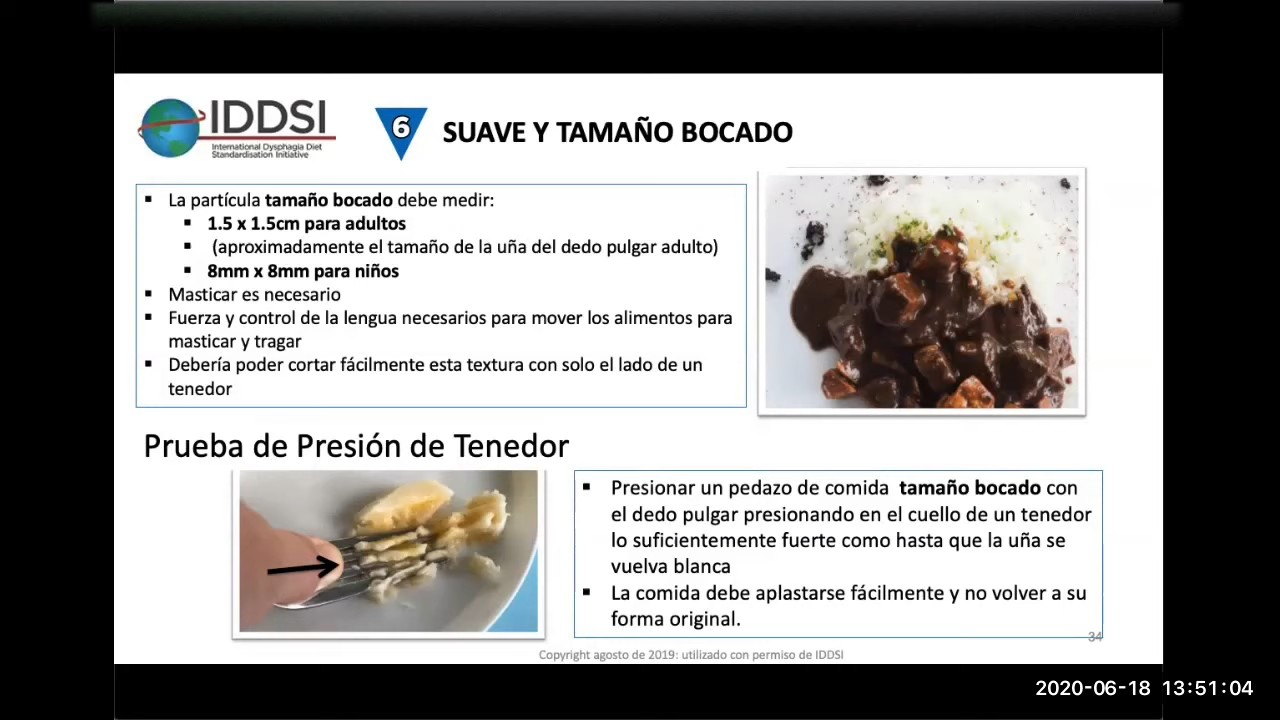 IDDSI
International Dysphagia Diet
Standardisation Initiative
6
SUAVE Y TAMAÑO BOCADO
▪ La partícula tamaño bocado debe medir:
▪ 1.5 x 1.5cm para adultos
▪ (aproximadamente el tamaño de la uña del dedo pulgar adulto)
▪ 8mm x 8mm para niños
▪ Masticar es necesario
▪ Fuerza y control de la lengua necesarios para mover los alimentos para
masticar y tragar
▪ Debería poder cortar fácilmente esta textura con solo el lado de un
tenedor
Prueba de Presión de Tenedor
▪ Presionar un pedazo de comida tamaño bocado con
el dedo pulgar presionando en el cuello de un tenedor
lo suficientemente fuerte como hasta que la uña se
vuelva blanca
▪ La comida debe aplastarse fácilmente y no volver a su
forma original.
34
Copyright agosto de 2019: utilizado con permiso de IDDSI
2020-06-18 13:51:04